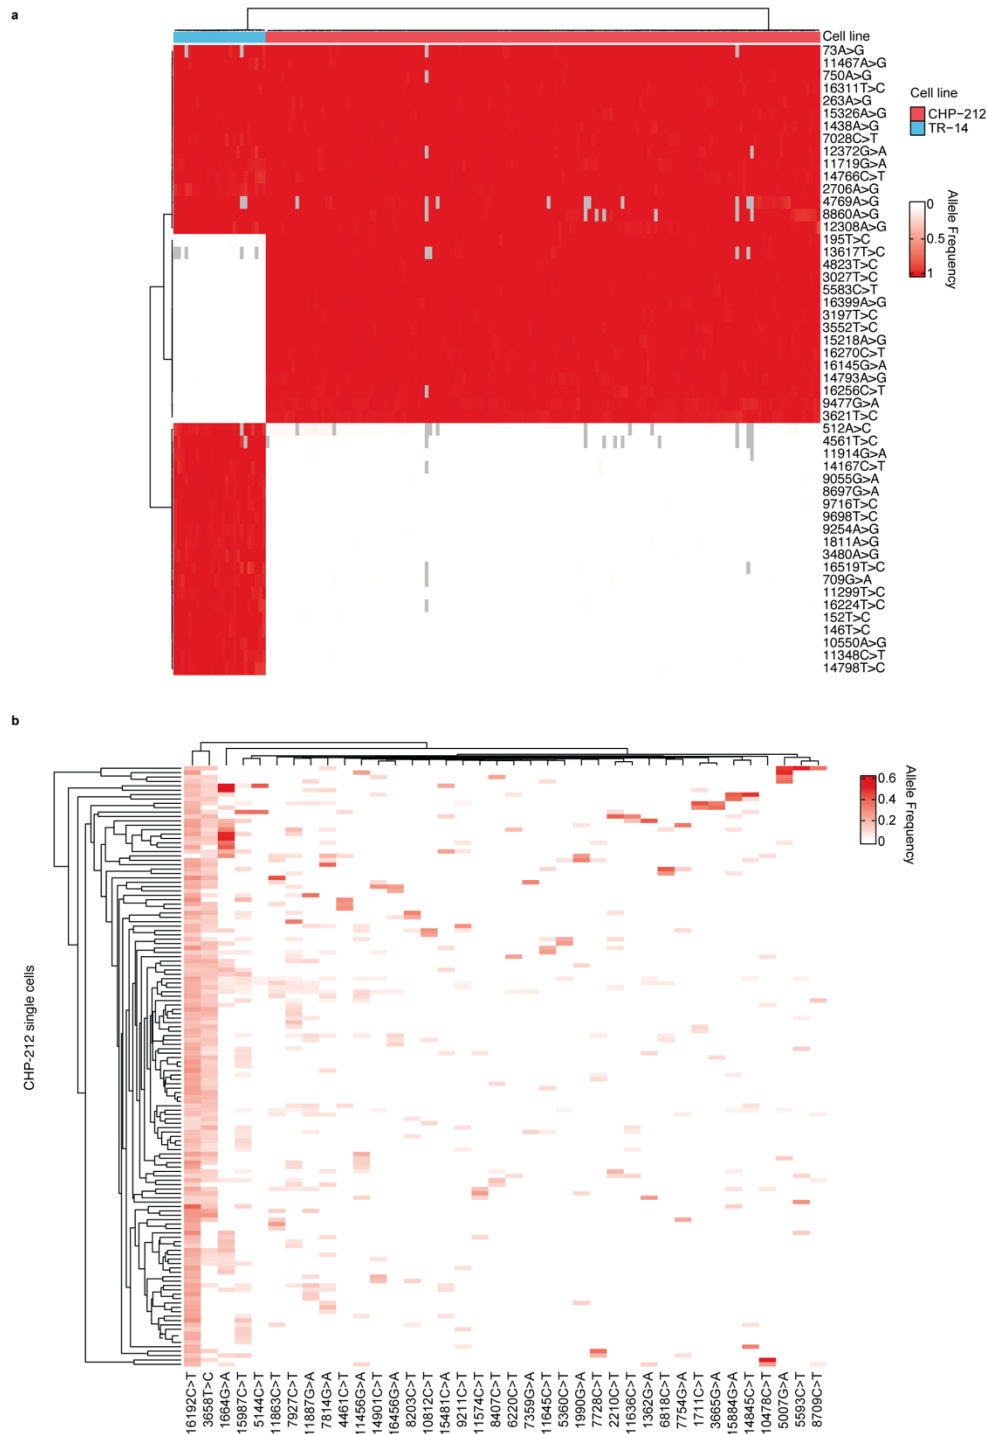 a
Cell line
73A>G
11467A>G
750A>G
16311T>C
263A>G
15326A>G
1438A>G
7028C>T
12372G>A
11719G>A
14766C>T
2706A>G
4769A>G
8860A>G
12308A>G
195T>C
13617T>C
4823T>C
3027T>C
5583C>T
16399A>G
3197T>C
3552T>C
15218A>G
16270C>T
16145G>A
14793A>G
16256C>T
9477G>A
3621T>C
512A>C
4561T>C
11914G>A
14167C>T
9055G>A
8697G>A
9716T>C
9698T>C
9254A>G
1811A>G
3480A>G
16519T>C
709G>A
11299T>C
16224T>C
152T>C
146T>C
10550A>G
11348C>T
14798T>C
Cell line
CHP-212
TR-14
0
0.5
1
Allele Frequency
b
CHP-212 single cells
0.6
0.4
0.2
0
Allele Frequency
16192C>T
3658T>C
1664G>A
15987C>T
5144C>T
11863C>T
7927C>T
11887G>A
7814G>A
4461C>T
11456G>A
14901C>T
16456G>A
8203C>T
10812C>T
15481C>A
9211C>T
11574C>T
8407C>T
6220C>T
7359G>A
11645C>T
5360C>T
1990G>A
7728C>T
2210C>T
11636C>T
1362G>A
6818C>T
7754G>A
1711C>T
3665G>A
15884G>A
14845C>T
10478C>T
5007G>A
5593C>T
8709C>T